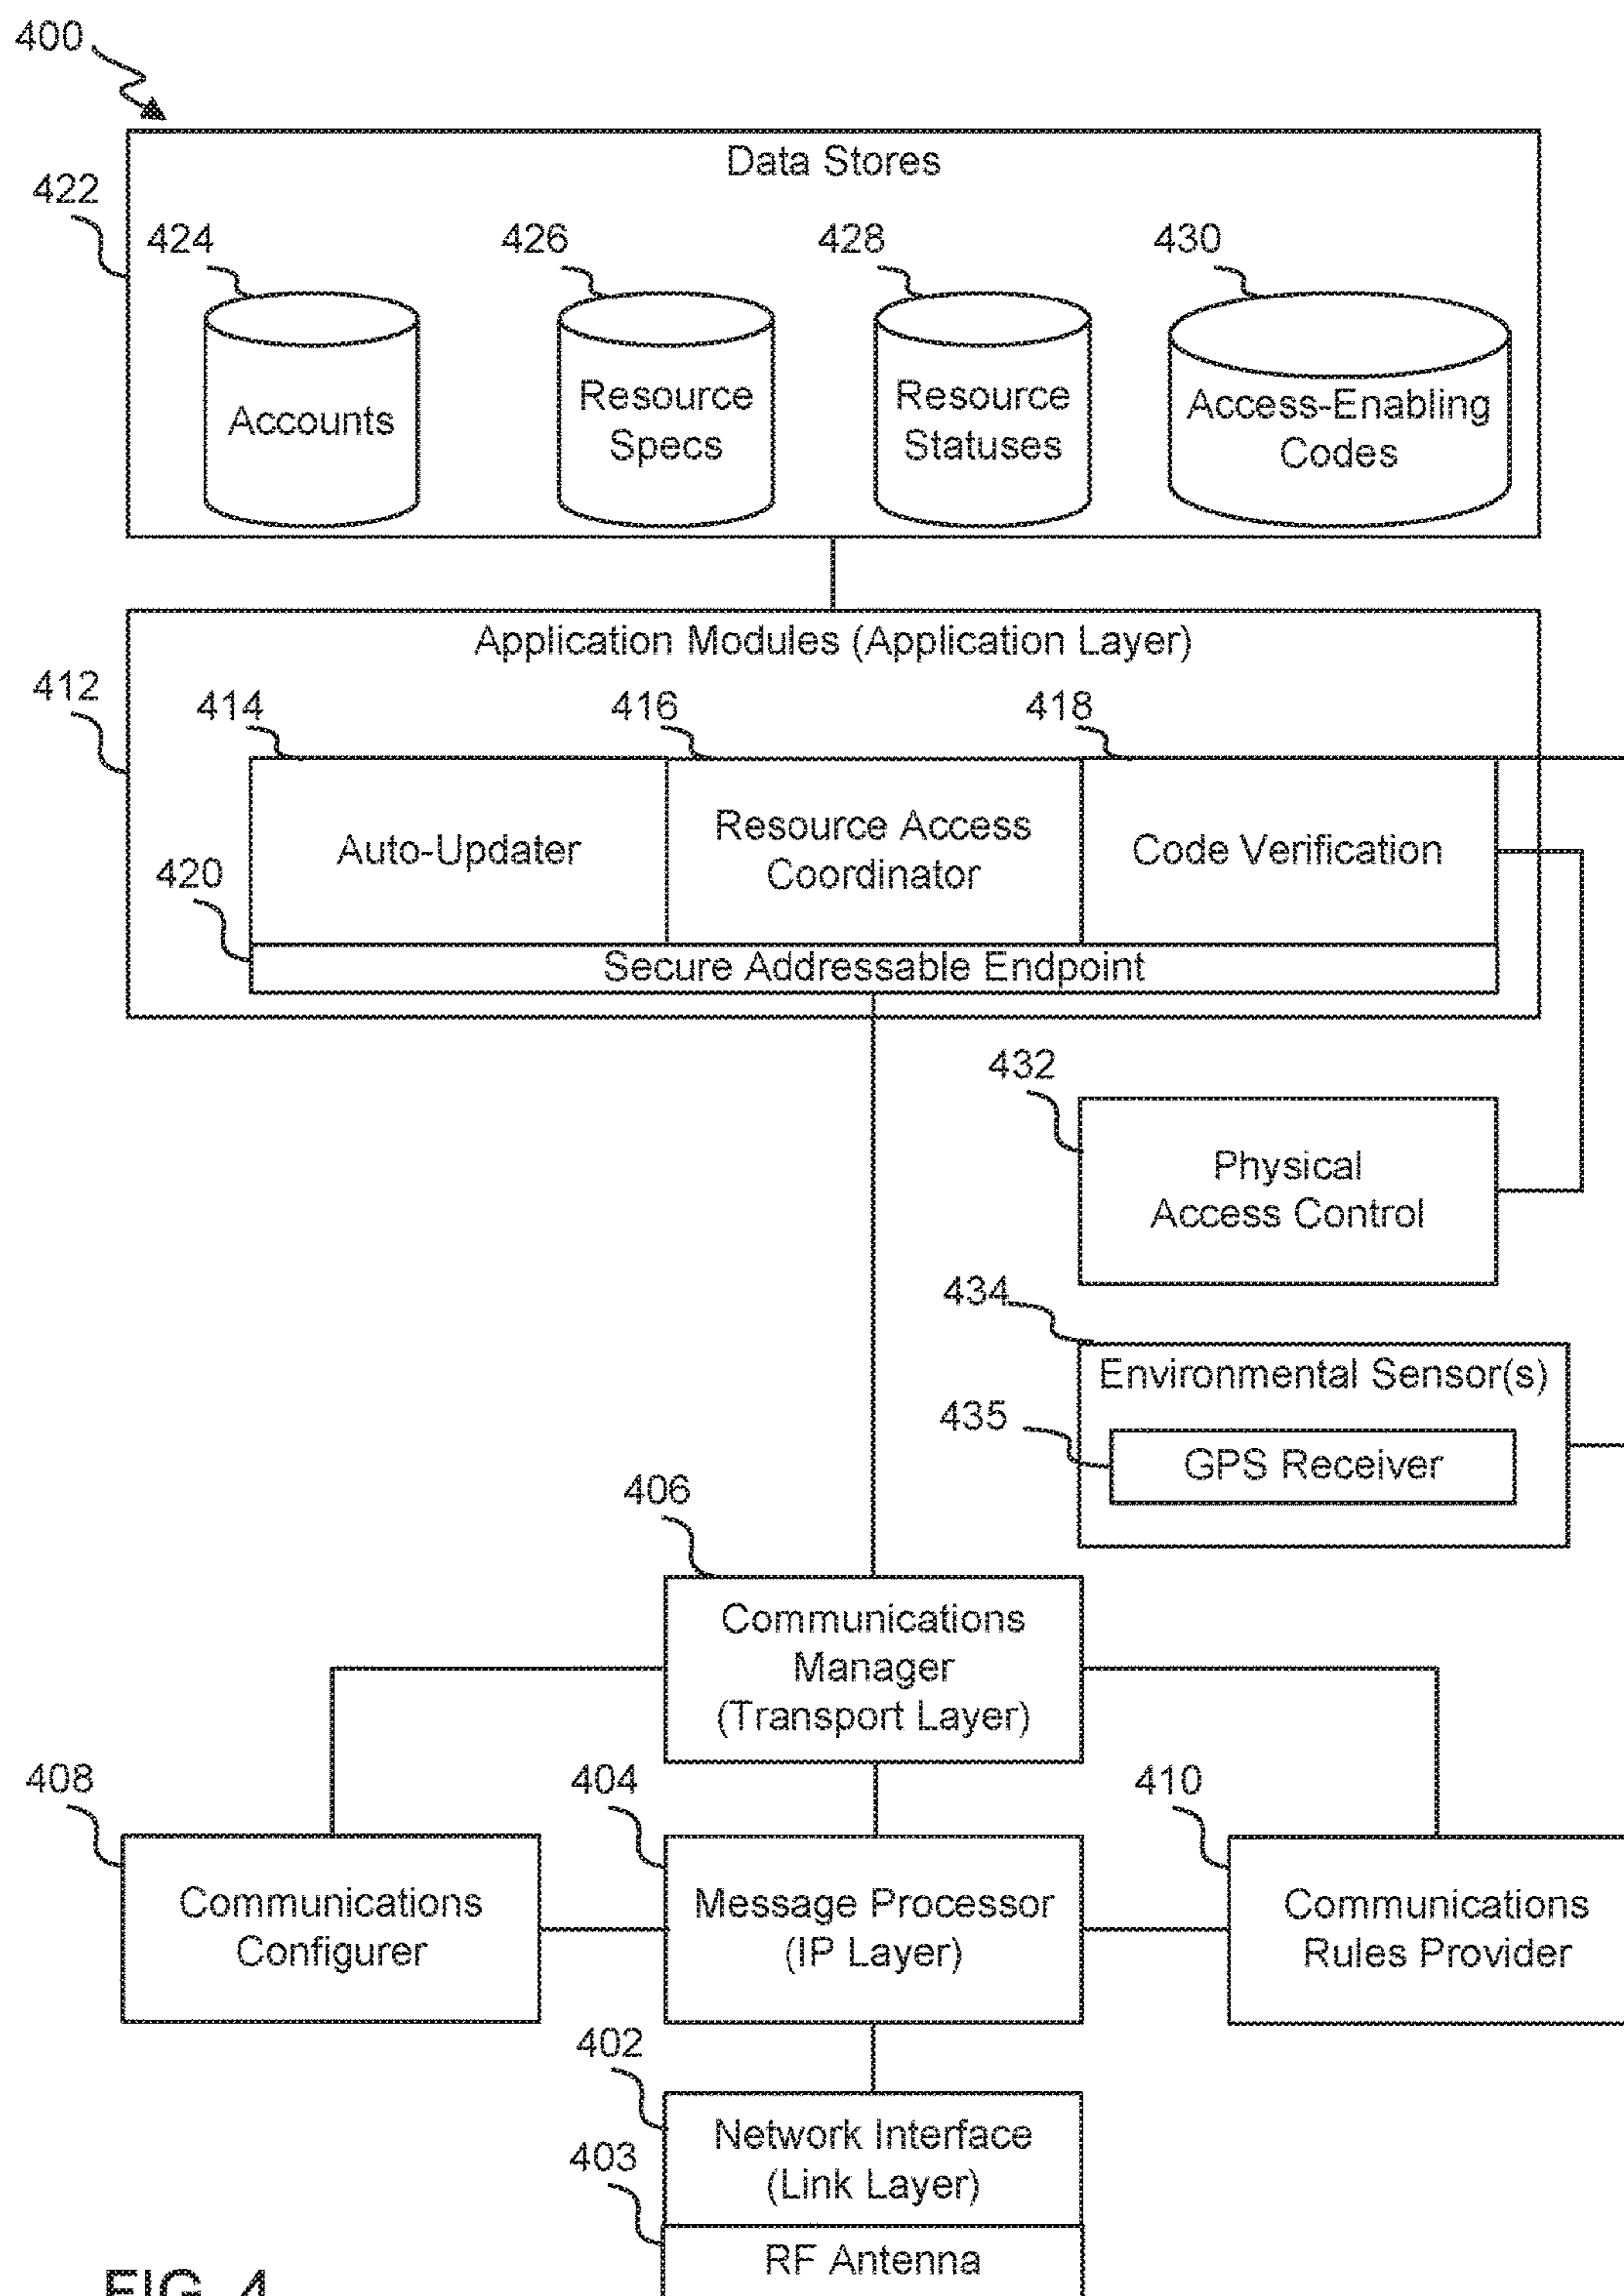 400
Data Stores
422
424
426
428
430
Accounts
Resource
Specs
Resource
Statuses
Access-Enabling
Codes
Application Modules (Application Layer)
412
414
416
418
Auto-Updater
Resource Access
Coordinator
Code Verification
420
Secure Addressable Endpoint
432
Physical
Access Control
434
Environmental Sensor(s)
435
GPS Receiver
406
Communications
Manager
(Transport Layer)
408
404
410
Communications
Configurer
Message Processor
(IP Layer)
Communications
Rules Provider
402
Network Interface
(Link Layer)
403
RF Antenna
FIG. 4